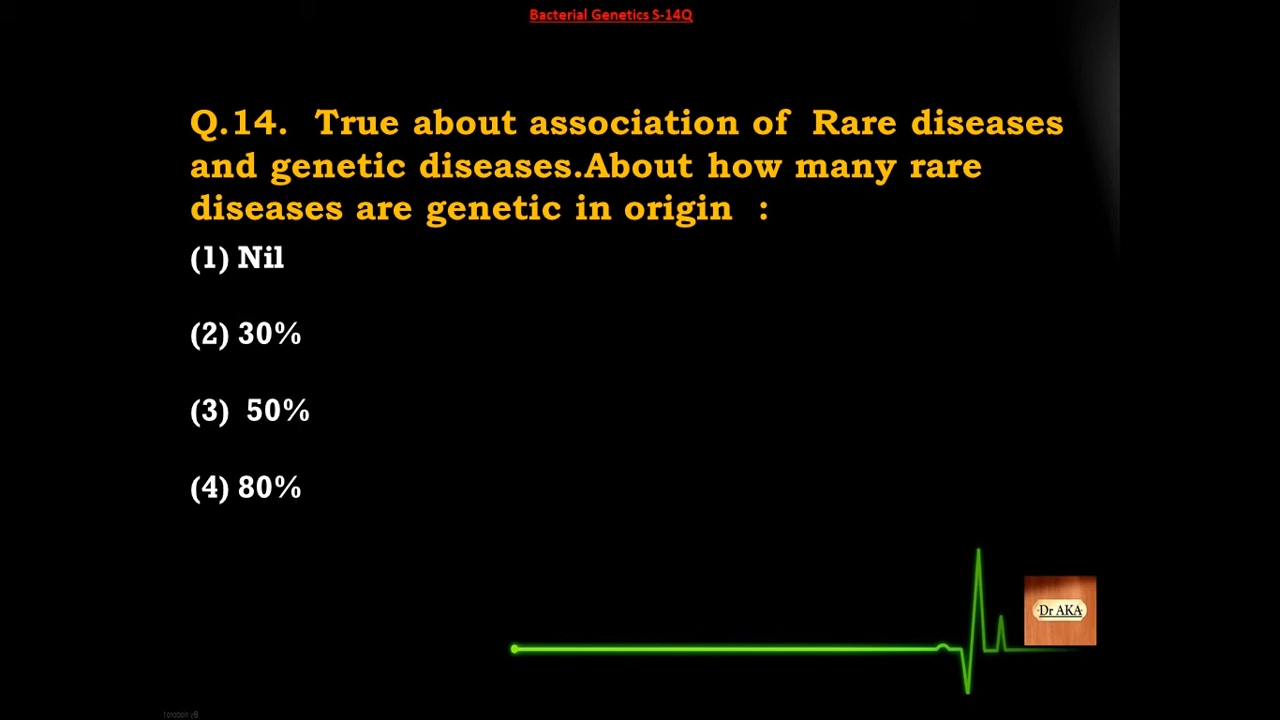 Bacterial Genetics S-14Q
Q.14. True about association of Rare diseases
and genetic diseases.About how many rare
diseases are genetic in origin :
(1) Nil
(2) 30%
(3) 50%
(4) 80%
Dr AKA